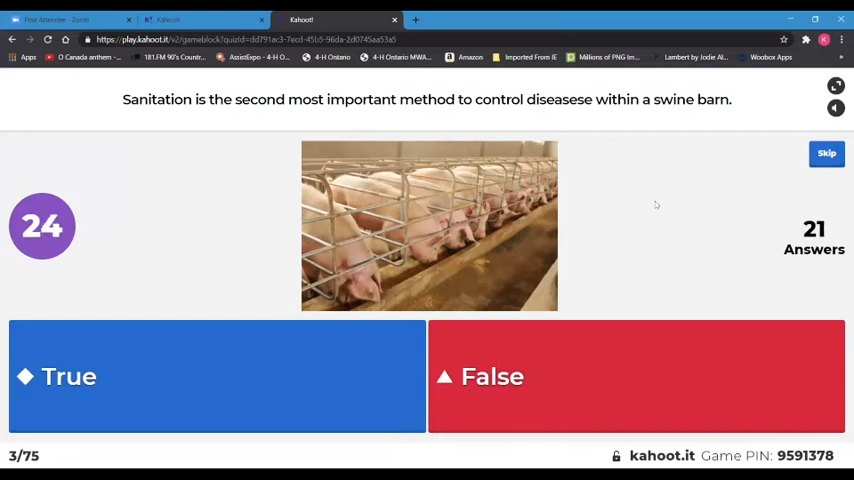 Post Attendee - Zoom
Kahoot!
Kahoot!
https://play.kahoot.it/v2/gameblock?quizId=dd791ac3-7ecd-45b5-96da-2d0745aa53a5
Apps O Canada anthem -... 181.FM 90's Countr... AssistExpo - 4-H O... 4-H Ontario 4-H Ontario MWA... Amazon Imported From IE Millions of PNG Im... Lambert by Jodie Al... Woobox Apps
Sanitation is the second most important method to control diseasese within a swine barn.
Skip
24
21
Answers
True
False
3/75
kahoot.it Game PIN: 9591378